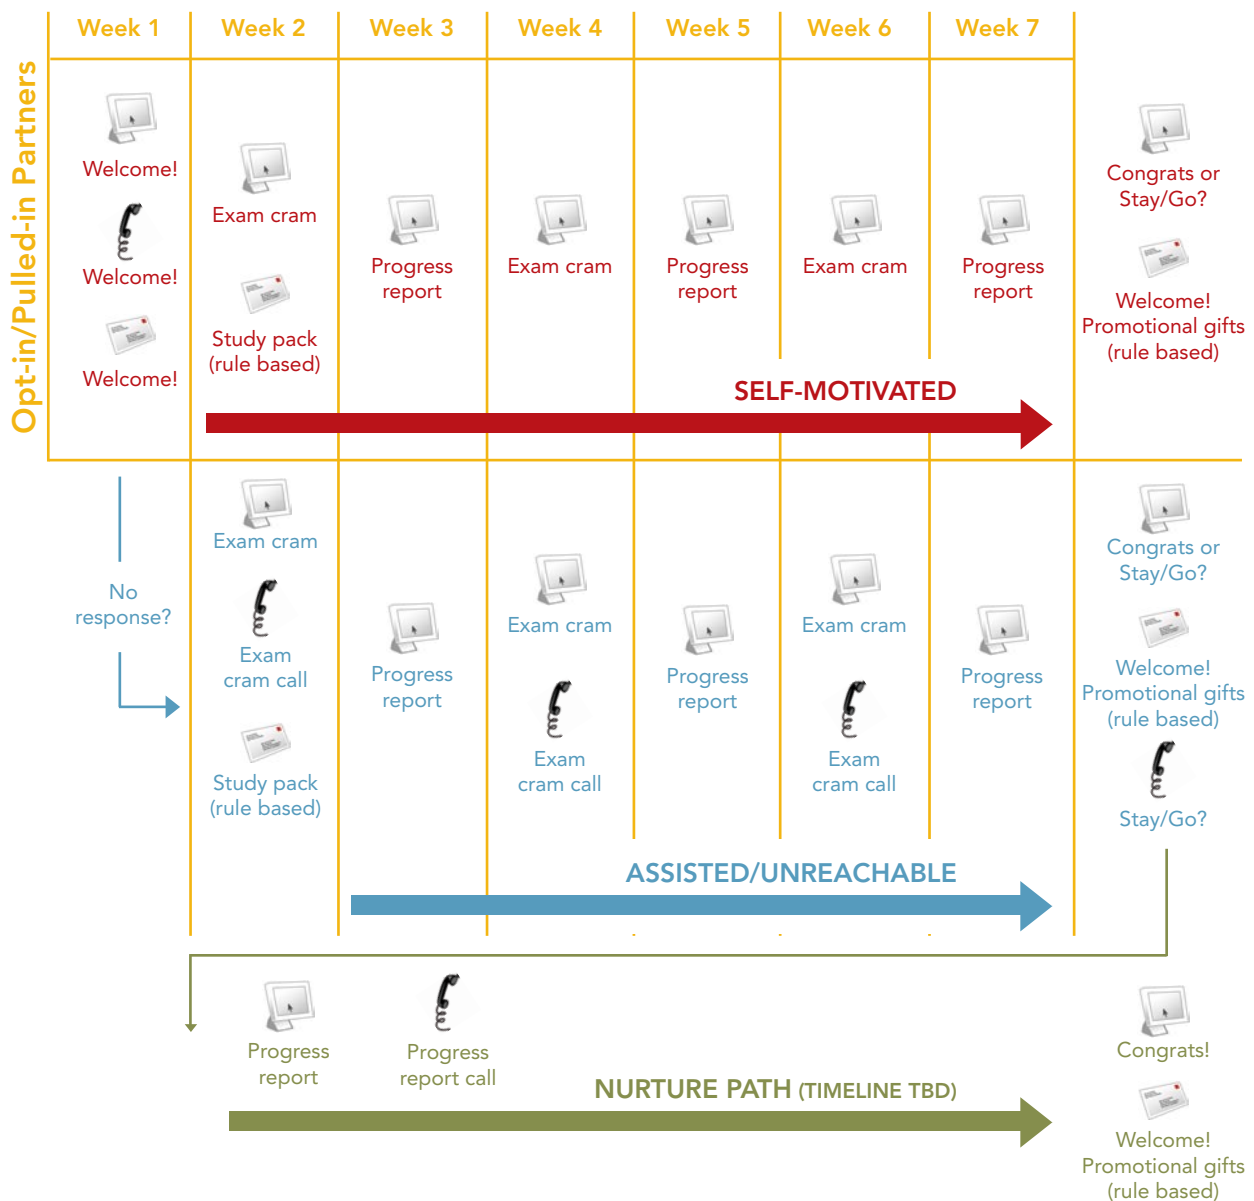 Week 1
Week 2
Week 3
Week 4
Week 5
Week 6
Week 7
Opt-in/Pulled-in Partners
Welcome!
Welcome!
Welcome!
Exam cram
Study pack
(rule based)
Progress
report
Exam cram
Progress
report
Exam cram
Progress
report
Congrats or
Stay/Go?
Welcome!
Promotional gifts
(rule based)
SELF-MOTIVATED
No
response?
Exam cram
Exam
cram call
Study pack
(rule based)
Progress
report
Exam cram
Exam
cram call
Progress
report
Exam cram
Exam
cram call
Progress
report
Congrats or
Stay/Go?
Welcome!
Promotional gifts
(rule based)
Stay/Go?
ASSISTED/UNREACHABLE
Progress
report
Progress
report call
NURTURE PATH (TIMELINE TBD)
Congrats!
Welcome!
Promotional gifts
(rule based)